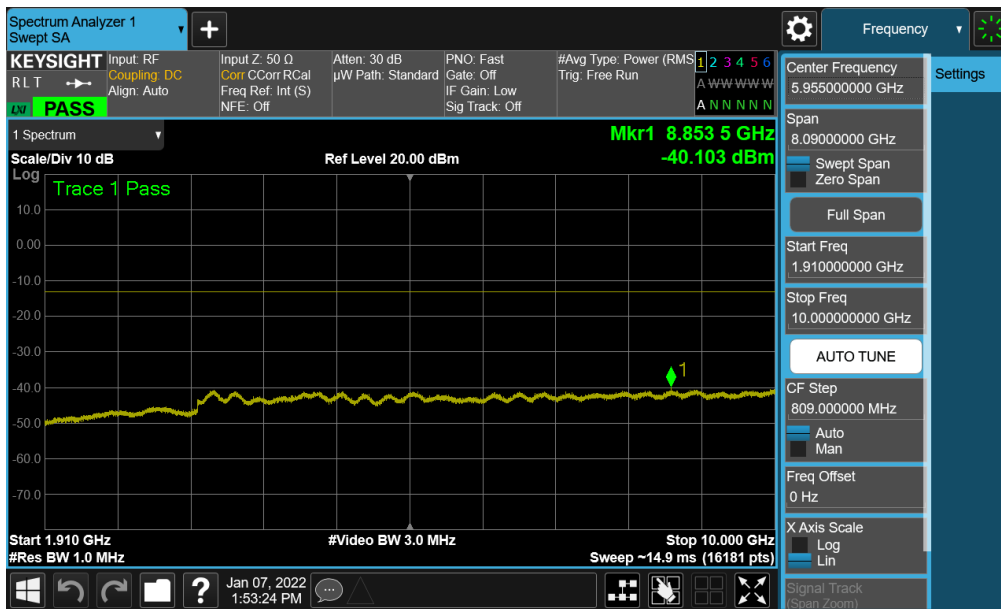 Spectrum Analyzer 1
Swept SA
Frequency
KEYSIGHT
RLT
LXI PASS
Input: RF
Coupling: DC
Align: Auto
Input Z: 50 Ω
Corr CCorr RCal
Freq Ref: Int (S)
NFE: Off
Atten: 30 dB
µW Path: Standard
PNO: Fast
Gate: Off
IF Gain: Low
Sig Track: Off
#Avg Type: Power (RMS
Trig: Free Run
1 2 3 4 5 6
A W W W W W
A N N N N N
1 Spectrum
Mkr1 8.853 5 GHz
Scale/Div 10 dB
Ref Level 20.00 dBm
-40.103 dBm
Log
Trace 1 Pass
10.0
0.00
-10.0
-20.0
-30.0
1
-40.0
-50.0
-60.0
-70.0
Start 1.910 GHz
#Video BW 3.0 MHz
Stop 10.000 GHz
#Res BW 1.0 MHz
Sweep ~14.9 ms (16181 pts)
Jan 07, 2022
1:53:24 PM
Center Frequency
5.955000000 GHz
Settings
Span
8.09000000 GHz
Swept Span
Zero Span
Full Span
Start Freq
1.910000000 GHz
Stop Freq
10.000000000 GHz
AUTO TUNE
CF Step
809.000000 MHz
Auto
Man
Freq Offset
0 Hz
X Axis Scale
Log
Lin
Signal Track
(Span Zoom)